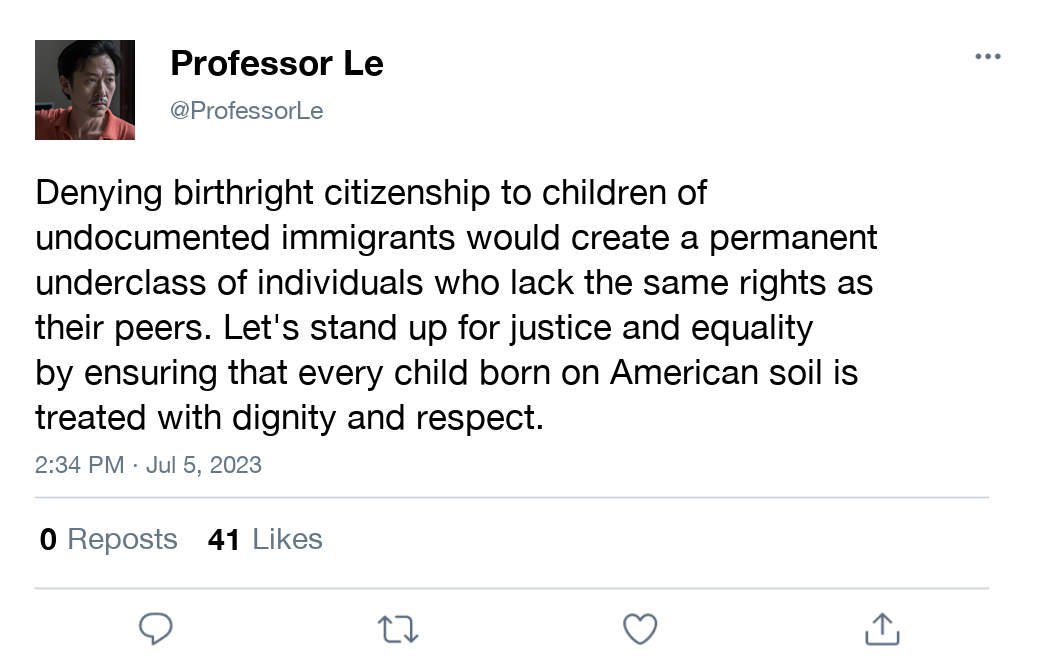 Professor Le
@ProfessorLe
Denying birthright citizenship to children of
undocumented immigrants would create a permanent
underclass of individuals who lack the same rights as
their peers. Let's stand up for justice and equality
by ensuring that every child born on American soil is
treated with dignity and respect.
2:34 PM · Jul 5, 2023
0 Reposts 41 Likes